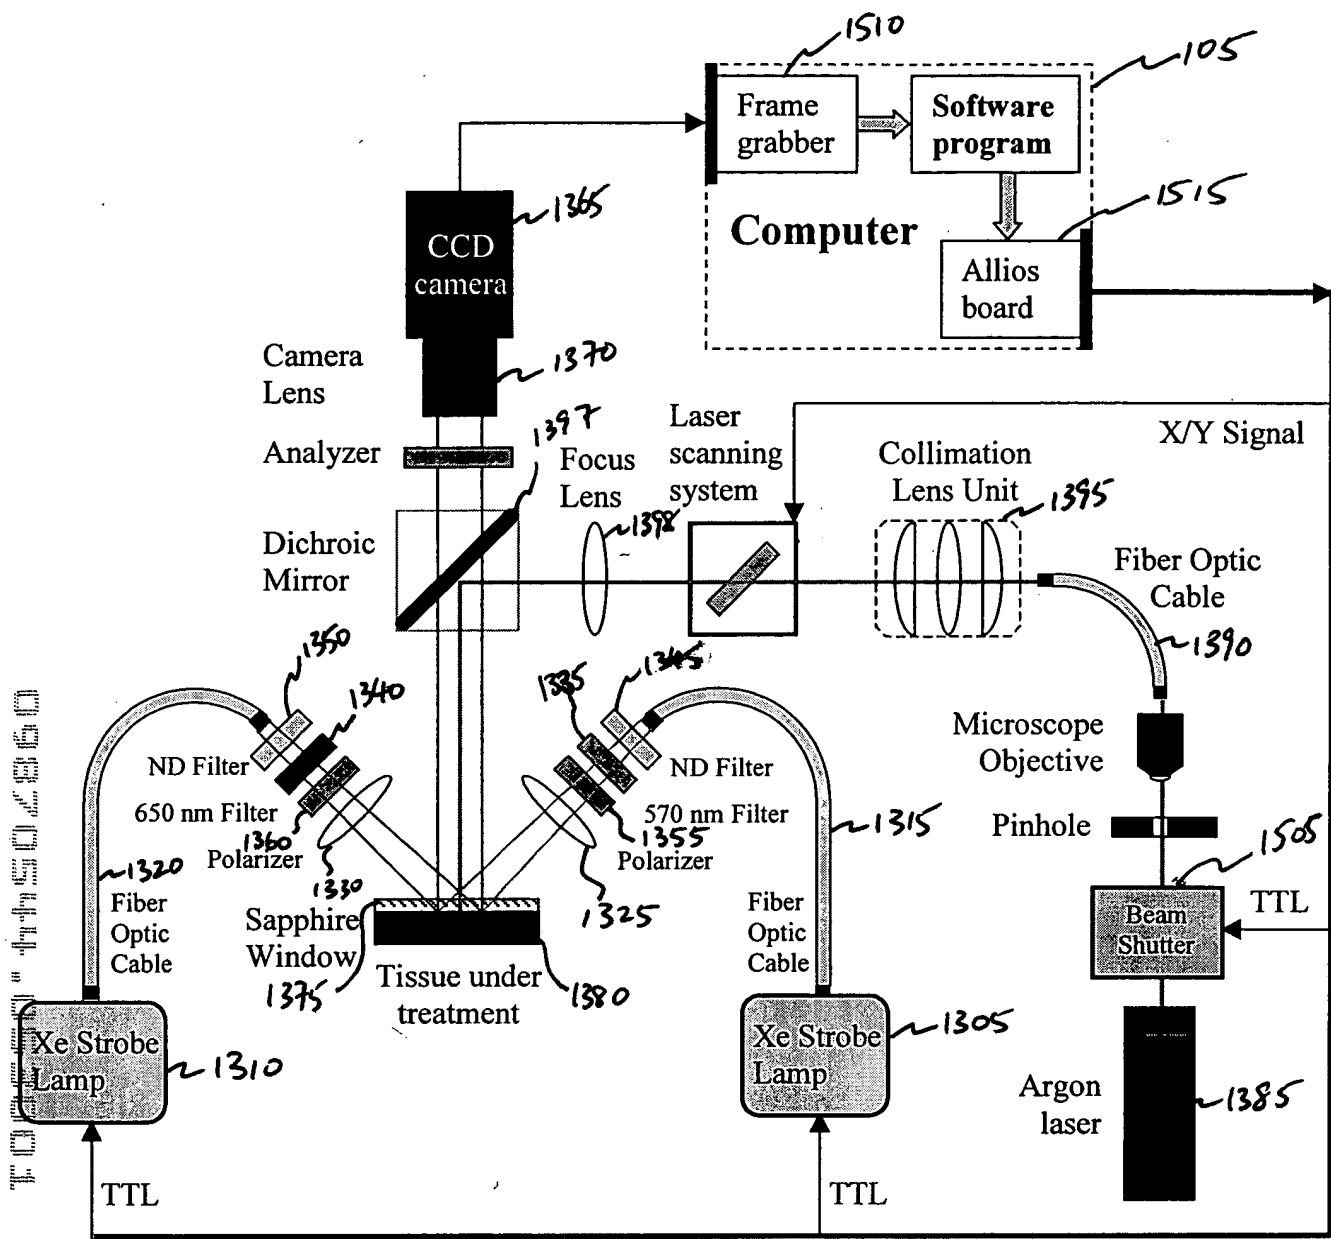 1510
105
Frame
grabber
Software
program
1515
Computer
Allios
board
1365
CCD
camera
Camera
Lens
1370
1397
Analyzer
Focus
Lens
1398
Laser
scanning
system
X/Y Signal
Collimation
Lens Unit
1395
Dichroic
Mirror
Fiber Optic
Cable
1390
1350
1340
1335
1345
Microscope
Objective
ND Filter
650 nm Filter
1360
Polarizer
1330
ND Filter
570 nm Filter
1355
Polarizer
1325
1315
Pinhole
1505
1320
Fiber
Optic
Cable
Sapphire
Window
1375
Tissue under
treatment
1380
Fiber
Optic
Cable
Beam
Shutter
TTL
Xe Strobe
Lamp
1310
Xe Strobe
Lamp
1305
Argon
laser
1385
TTL
TTL